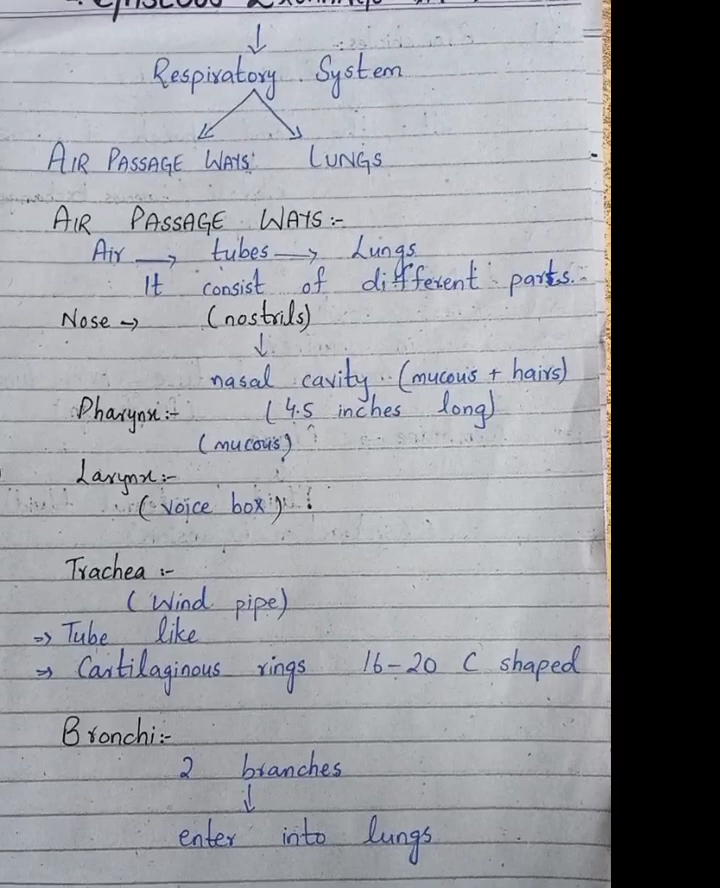 ↓
Respiratory System
AIR PASSAGE WAYS LUNGS
AIR PASSAGE WAYS:-
Air → tubes → Lungs
It consist of different parts.
Nose → (nostrils)
↓
nasal cavity (mucous + hairs)
Pharynx:- (4.5 inches long)
(mucous)
Larynx:-
(voice box)
Trachea :-
(Wind pipe)
⇒ Tube like
⇒ Cartilaginous rings 16-20 C shaped
Bronchi:-
2 branches
↓
enter into lungs